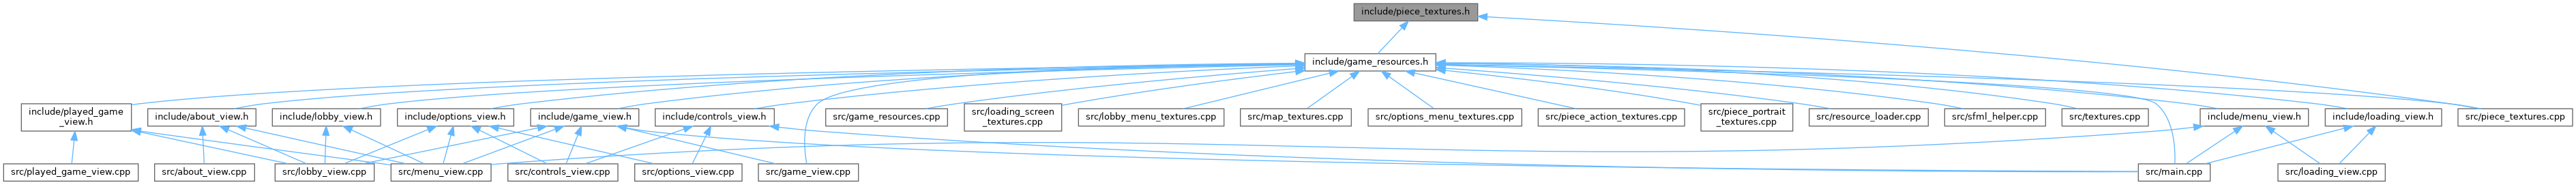 include/piece_textures.h
include/game_resources.h
include/played_game
_view.h
include/about_view.h
include/lobby_view.h
include/options_view.h
include/game_view.h
include/controls_view.h
src/game_resources.cpp
src/loading_screen
_textures.cpp
src/lobby_menu_textures.cpp
src/map_textures.cpp
src/options_menu_textures.cpp
src/piece_action_textures.cpp
src/piece_portrait
_textures.cpp
src/resource_loader.cpp
src/sfml_helper.cpp
src/textures.cpp
include/menu_view.h
include/loading_view.h
src/piece_textures.cpp
src/played_game_view.cpp
src/about_view.cpp
src/lobby_view.cpp
src/menu_view.cpp
src/controls_view.cpp
src/options_view.cpp
src/game_view.cpp
src/main.cpp
src/loading_view.cpp